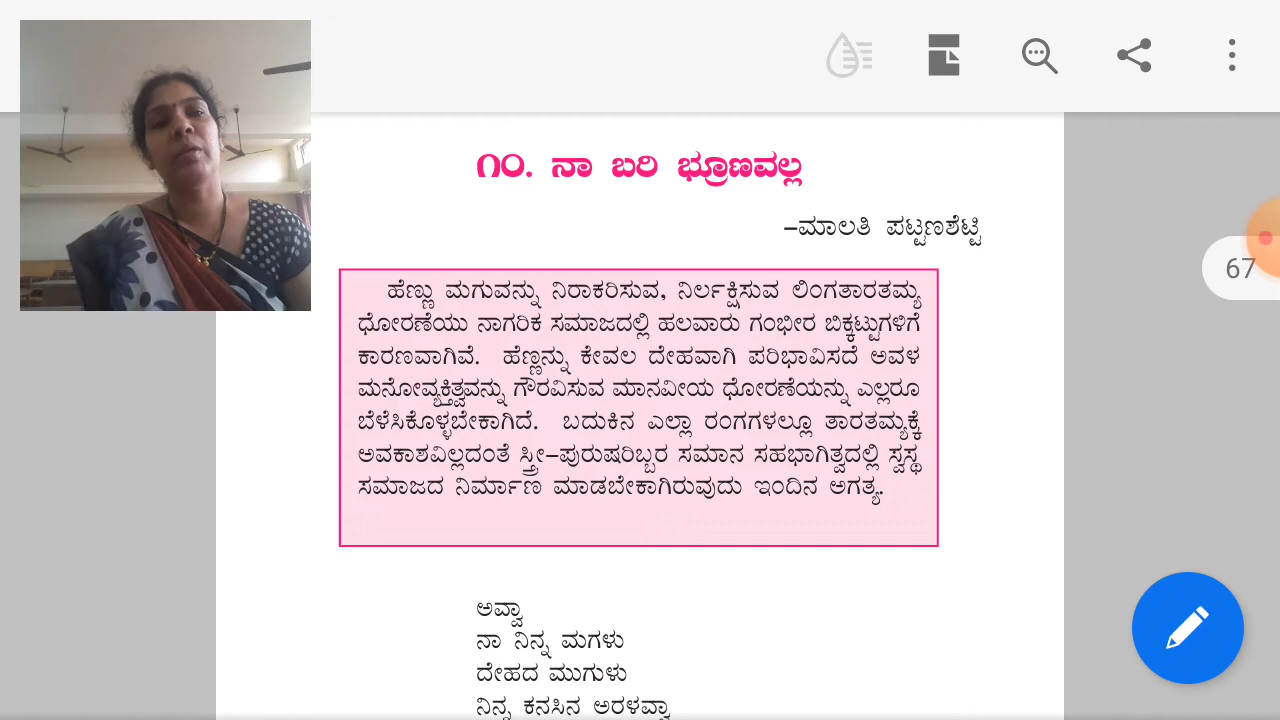 ೧೦. ನಾ ಬರಿ ಭ್ರೂಣವಲ್ಲ
–ಮಾಲತಿ ಪಟ್ಟಣಶೆಟ್ಟಿ
67
ಹೆಣ್ಣು ಮಗುವನ್ನು ನಿರಾಕರಿಸುವ, ನಿರ್ಲಕ್ಷಿಸುವ ಲಿಂಗತಾರತಮ್ಯ
ಧೋರಣೆಯು ನಾಗರಿಕ ಸಮಾಜದಲ್ಲಿ ಹಲವಾರು ಗಂಭೀರ ಬಿಕ್ಕಟ್ಟುಗಳಿಗೆ
ಕಾರಣವಾಗಿವೆ. ಹೆಣ್ಣನ್ನು ಕೇವಲ ದೇಹವಾಗಿ ಪರಿಭಾವಿಸದೆ ಅವಳ
ಮನೋವ್ಯಕ್ತಿತ್ವವನ್ನು ಗೌರವಿಸುವ ಮಾನವೀಯ ಧೋರಣೆಯನ್ನು ಎಲ್ಲರೂ
ಬೆಳೆಸಿಕೊಳ್ಳಬೇಕಾಗಿದೆ. ಬದುಕಿನ ಎಲ್ಲಾ ರಂಗಗಳಲ್ಲೂ ತಾರತಮ್ಯಕ್ಕೆ
ಅವಕಾಶವಿಲ್ಲದಂತೆ ಸ್ತ್ರೀ–ಪುರುಷರಿಬ್ಬರ ಸಮಾನ ಸಹಭಾಗಿತ್ವದಲ್ಲಿ ಸ್ವಸ್ಥ
ಸಮಾಜದ ನಿರ್ಮಾಣ ಮಾಡಬೇಕಾಗಿರುವುದು ಇಂದಿನ ಅಗತ್ಯ.
ಅವ್ವಾ
ನಾ ನಿನ್ನ ಮಗಳು
ದೇಹದ ಮುಗುಳು
ನಿನ್ನ ಕನಸಿನ ಅರಳವ್ವಾ